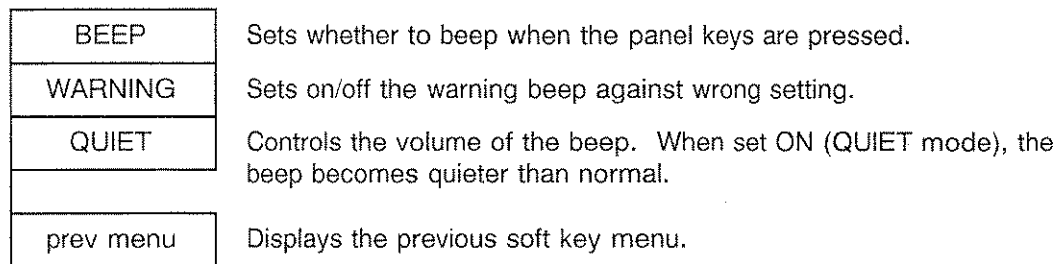 BEEP Sets whether to beep when the panel keys are pressed.
WARNING Sets on/off the warning beep against wrong setting.
QUIET Controls the volume of the beep. When set ON (QUIET mode), the
beep becomes quieter than normal.
prev menu Displays the previous soft key menu.